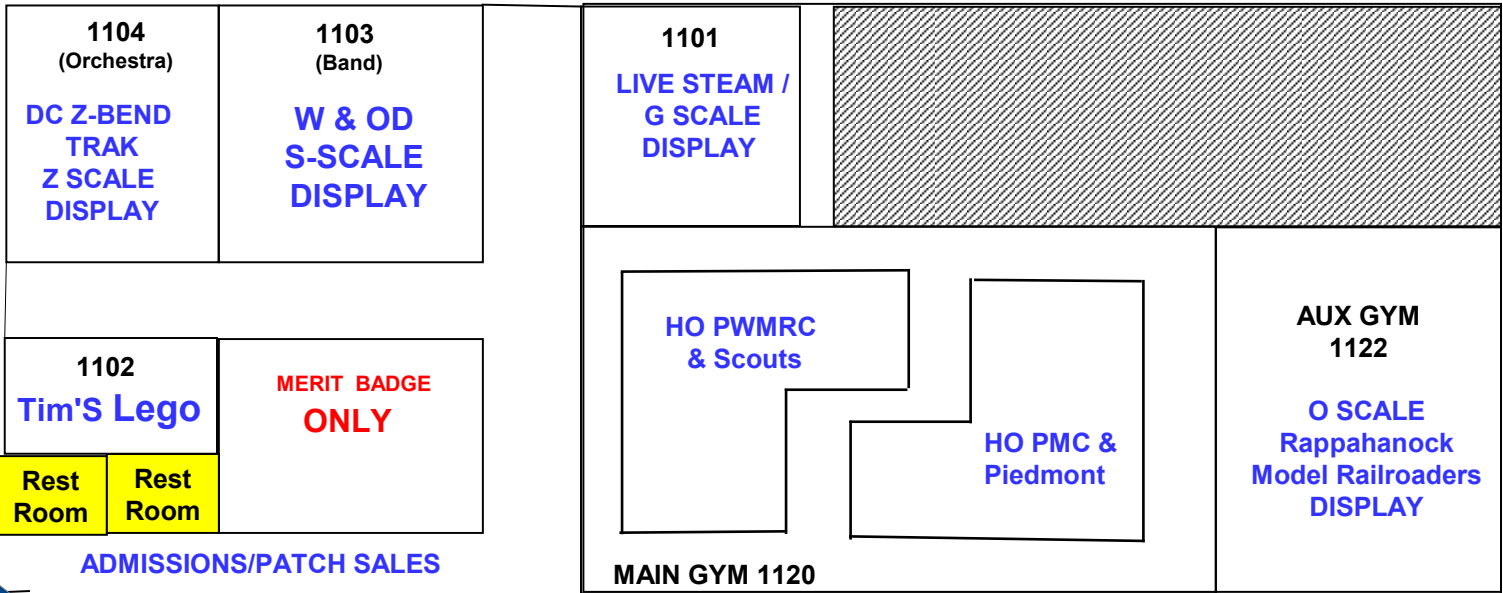 1104
(Orchestra)
DC Z-BEND
TRAK
Z SCALE
DISPLAY
1103
(Band)
W & OD
S-SCALE
DISPLAY
1101
LIVE STEAM /
G SCALE
DISPLAY
1102
Tim'S Lego
MERIT BADGE
ONLY
Rest
Room
Rest
Room
ADMISSIONS/PATCH SALES
HO PWMRC
& Scouts
HO PMC &
Piedmont
MAIN GYM 1120
AUX GYM
1122
O SCALE
Rappahanock
Model Railroaders
DISPLAY